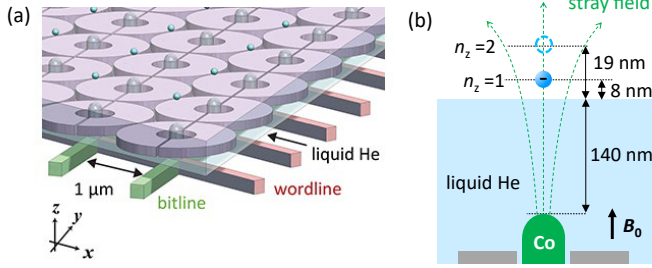 (a)
liquid He
1 μm
bitline
wordline
z
y
x
(b)
stray field
n_z=2
19 nm
n_z=1
-
8 nm
140 nm
liquid He
B_0
Co